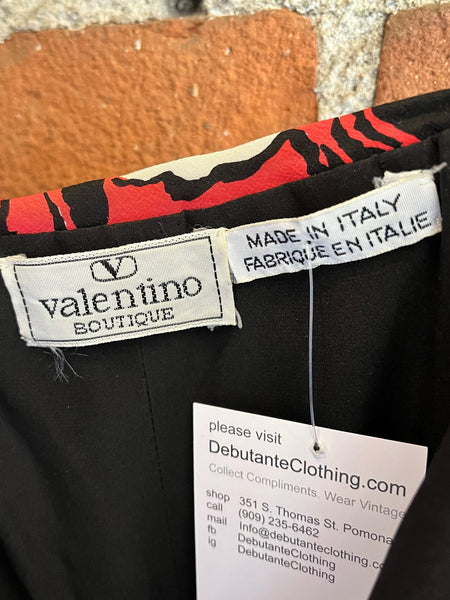 V
valentino
BOUTIQUE
MADE IN ITALY
FABRIQUE EN ITALIE
please visit
DebutanteClothing.com
Collect Compliments. Wear Vintage
shop 351 S. Thomas St. Pomona
call (909) 235-6462
mail Info@debutanteclothing.com
fb DebutanteClothing
ig DebutanteClothing